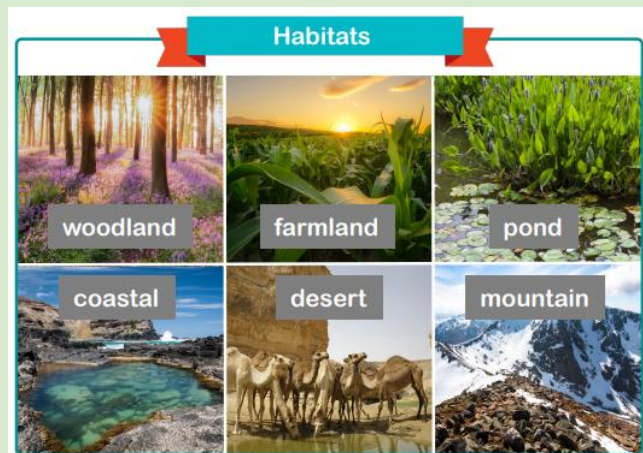 Habitats
woodland
farmland
pond
coastal
desert
mountain